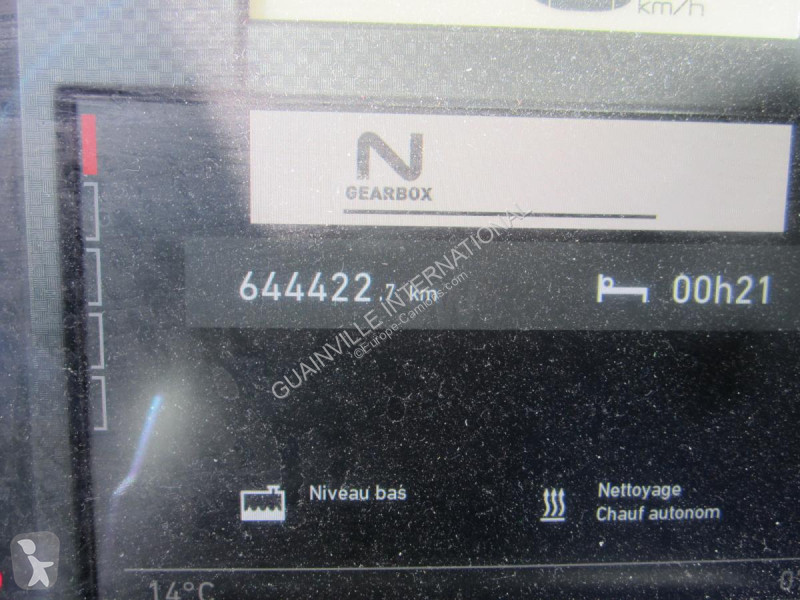 km/h
N
GEARBOX
644422.7 km
00h21
GUAINVILLE INTERNATIONAL
©Europe-Camions.com
Niveau bas
Nettoyage
Chauf autonom
14°C